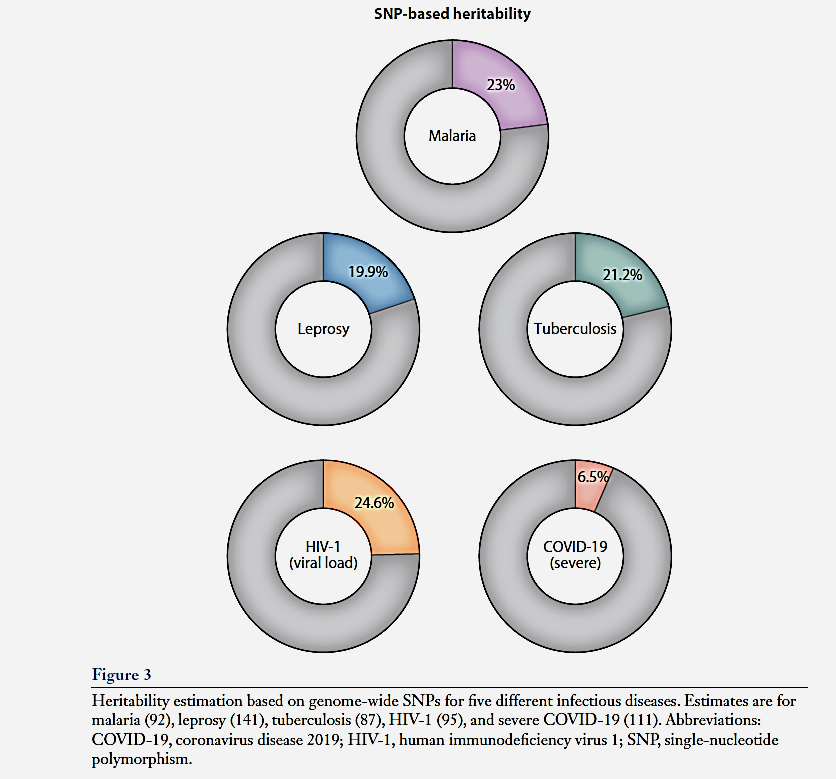 SNP-based heritability
23%
Malaria
19.9%
Leprosy
21.2%
Tuberculosis
24.6%
HIV-1
(viral load)
6.5%
COVID-19
(severe)
Figure 3
Heritability estimation based on genome-wide SNPs for five different infectious diseases. Estimates are for
malaria (92), leprosy (141), tuberculosis (87), HIV-1 (95), and severe COVID-19 (111). Abbreviations:
COVID-19, coronavirus disease 2019; HIV-1, human immunodeficiency virus 1; SNP, single-nucleotide
polymorphism.